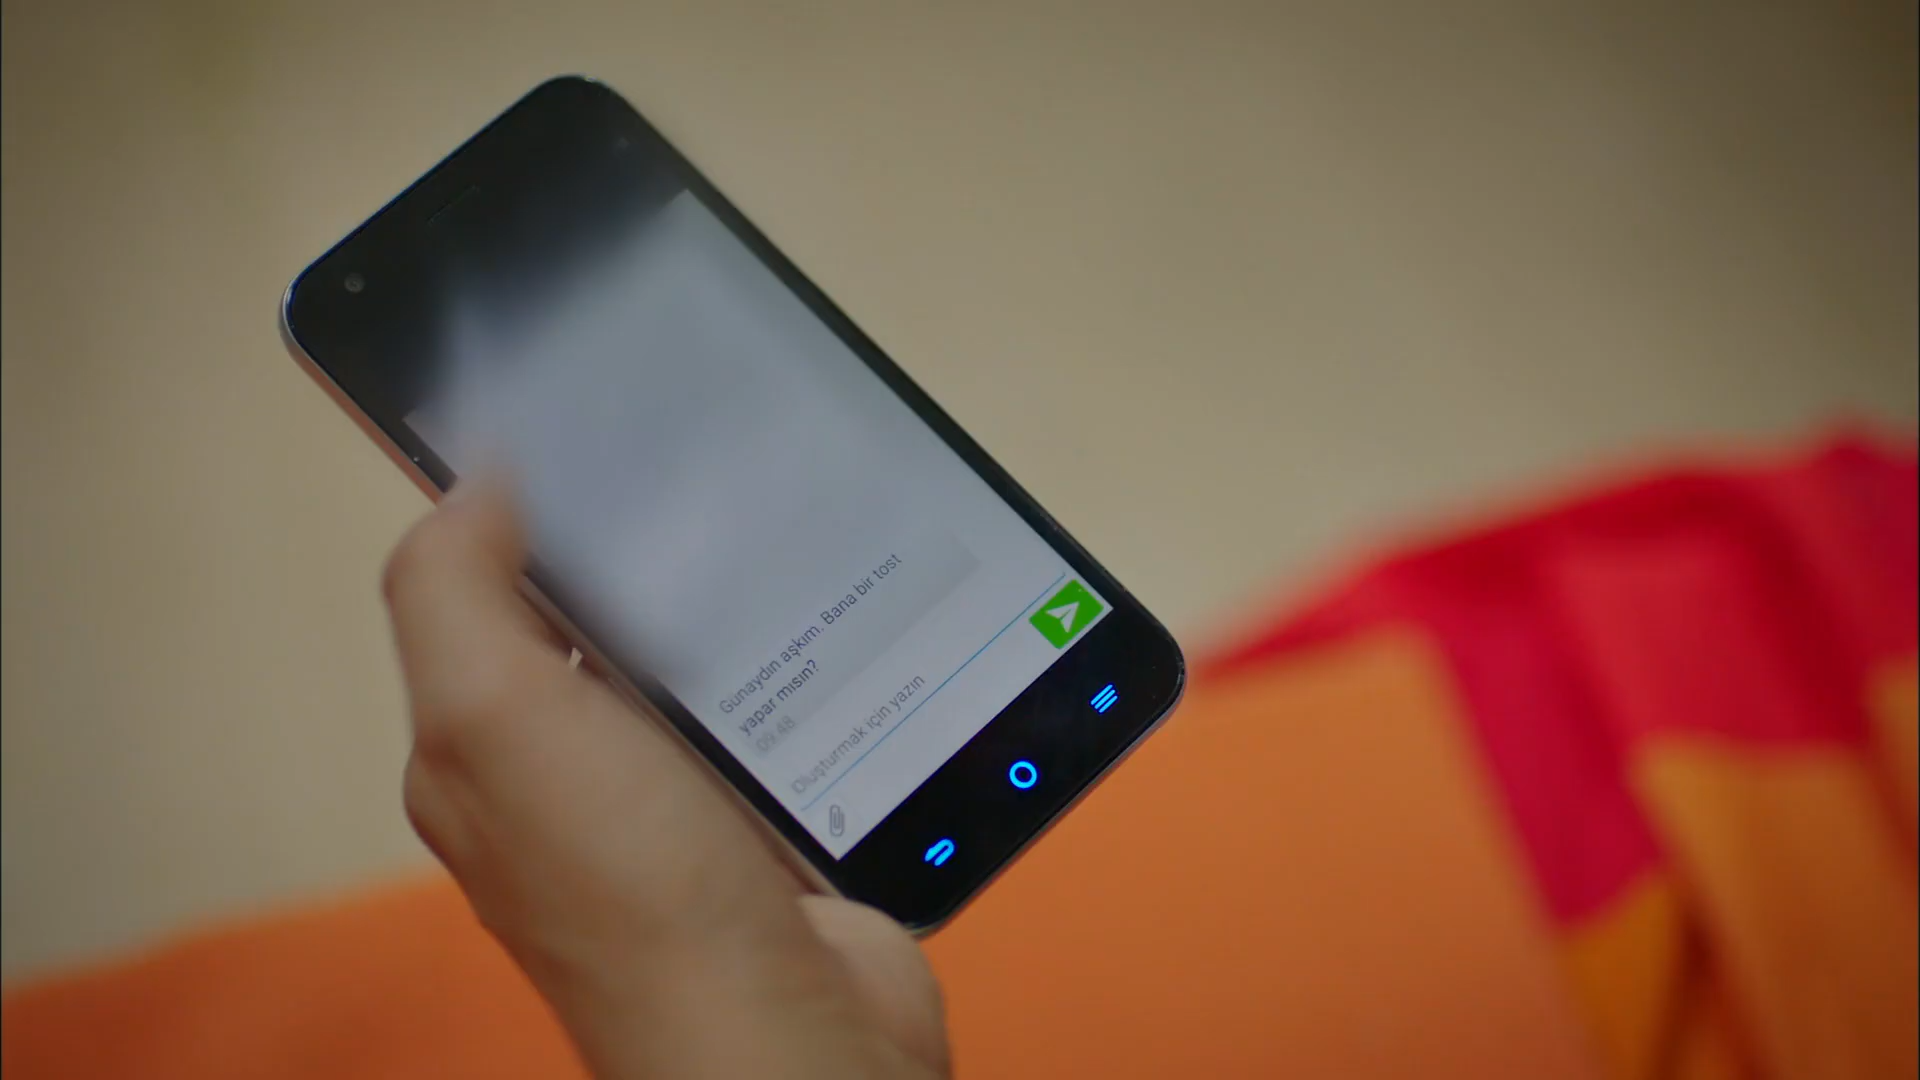 Günaydın aşkım. Bana bir tost
yapar mısın?
09:48
Oluşturmak için yazın